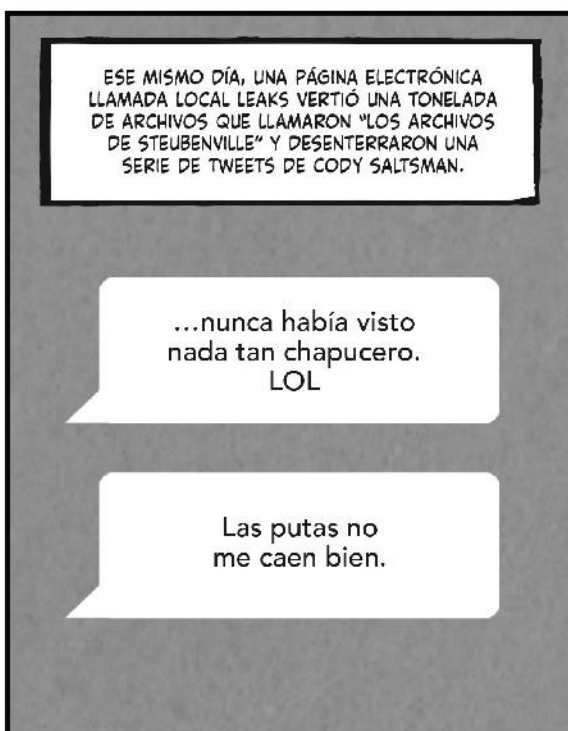 ESE MISMO DÍA, UNA PÁGINA ELECTRÓNICA
LLAMADA LOCAL LEAKS VERTIÓ UNA TONELADA
DE ARCHIVOS QUE LLAMARON "LOS ARCHIVOS
DE STEUBENVILLE" Y DESENTERRARON UNA
SERIE DE TWEETS DE CODY SALTSMAN.
...nunca había visto
nada tan chapucero.
LOL
Las putas no
me caen bien.